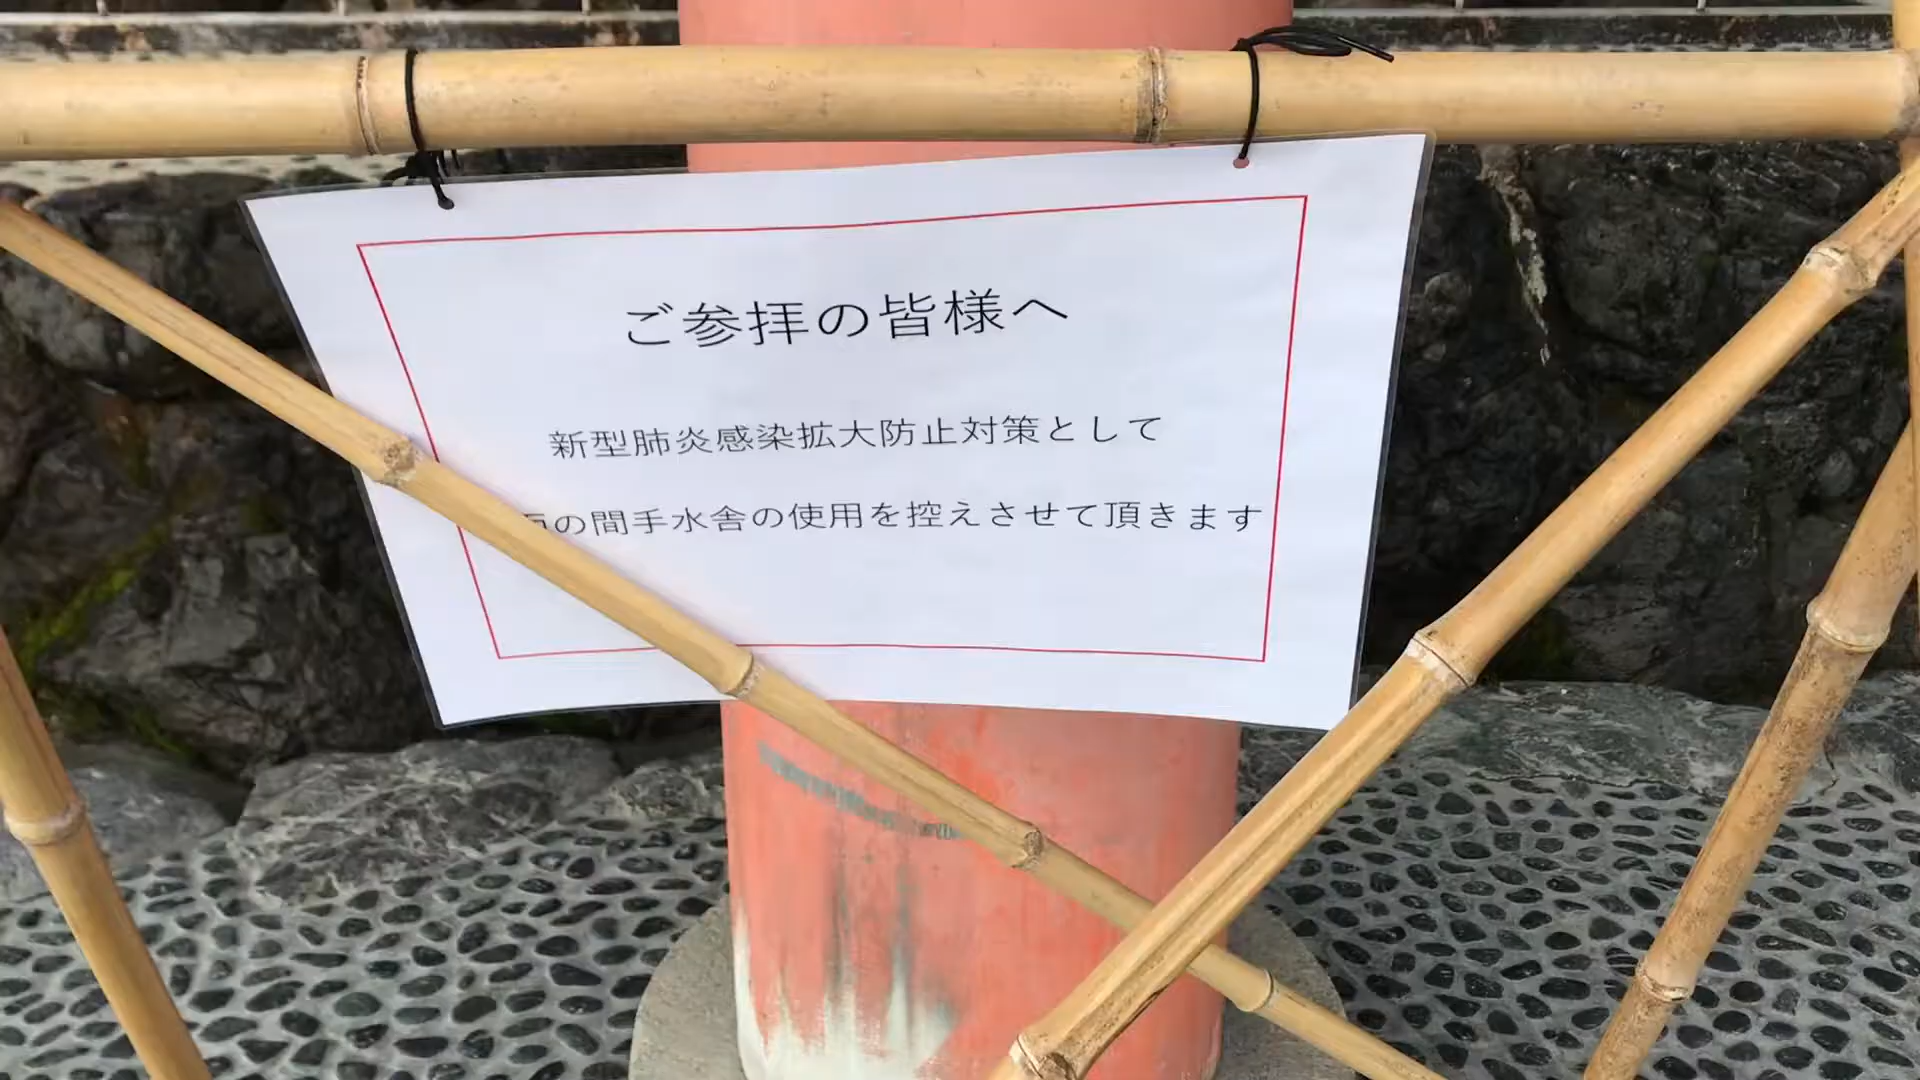 ご参拝の皆様へ
新型肺炎感染拡大防止対策として
の間手水舎の使用を控えさせて頂きます